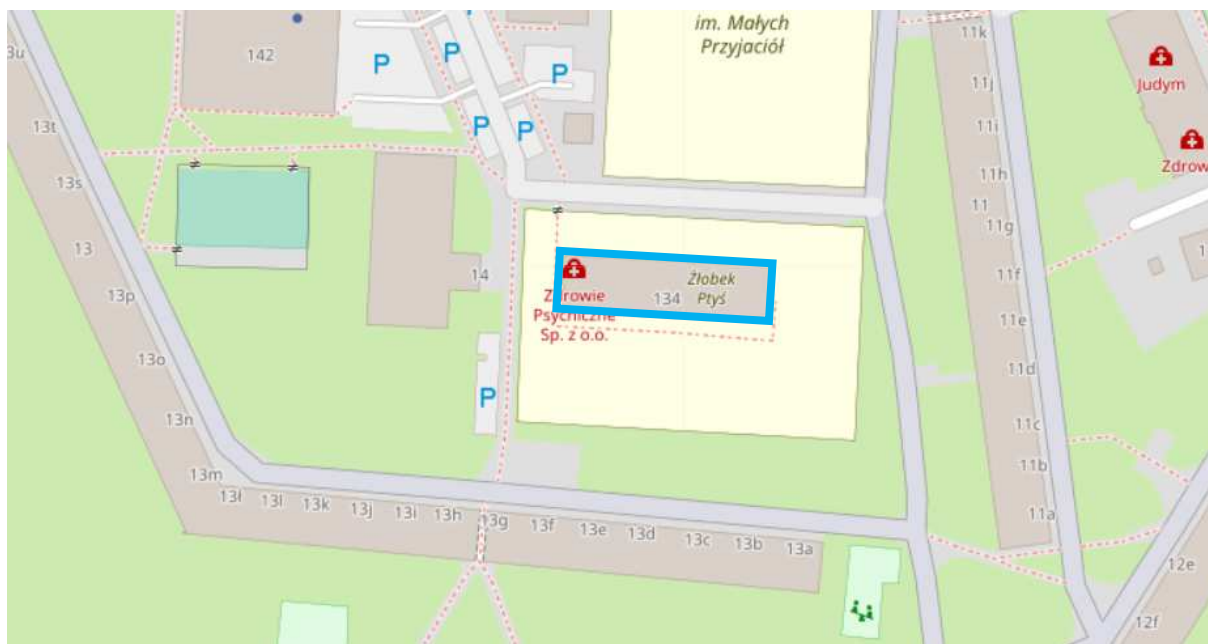 im. Małych
Przyjaciół
11k
3u
142
P
P
P
11j
Judym
P
P
13t
11i
Zdrow
11h
13s
11
11g
13
14
11f
Żłobek
Ptyś
134
Zdrowie
Psychiczne
Sp. z o.o.
13p
11e
13o
11d
P
13n
11c
13m
11b
13ł
13l
13k
13j
13i
13h
13g
13f
13e
13d
13c
13b
13a
11a
12e
12f